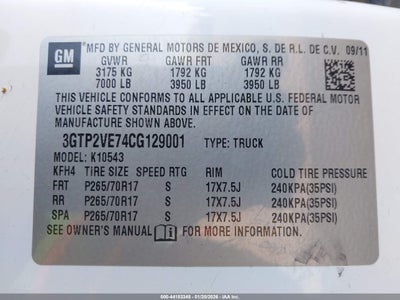 GM MFD BY GENERAL MOTORS DE MEXICO, S. DE R.L. DE C.V. 09/11
GVWR GAWR FRT GAWR RR
3175 KG 1792 KG 1792 KG
7000 LB 3950 LB 3950 LB
THIS VEHICLE CONFORMS TO ALL APPLICABLE U.S. FEDERAL MOTOR
VEHICLE SAFETY STANDARDS IN EFFECT ON THE DATE OF
MANUFACTURE SHOWN ABOVE.
3GTP2VE74CG129001 TYPE: TRUCK
MODEL: K10543
KFH4 TIRE SIZE SPEED RTG RIM COLD TIRE PRESSURE
FRT P265/70R17 S 17X7.5J 240KPA(35PSI)
RR P265/70R17 S 17X7.5J 240KPA(35PSI)
SPA P265/70R17 S 17X7.5J 240KPA(35PSI)
SEE OWNER'S MANUAL FOR MORE INFORMATION.
600-44193349 - 01/20/2026 - IAA Inc.